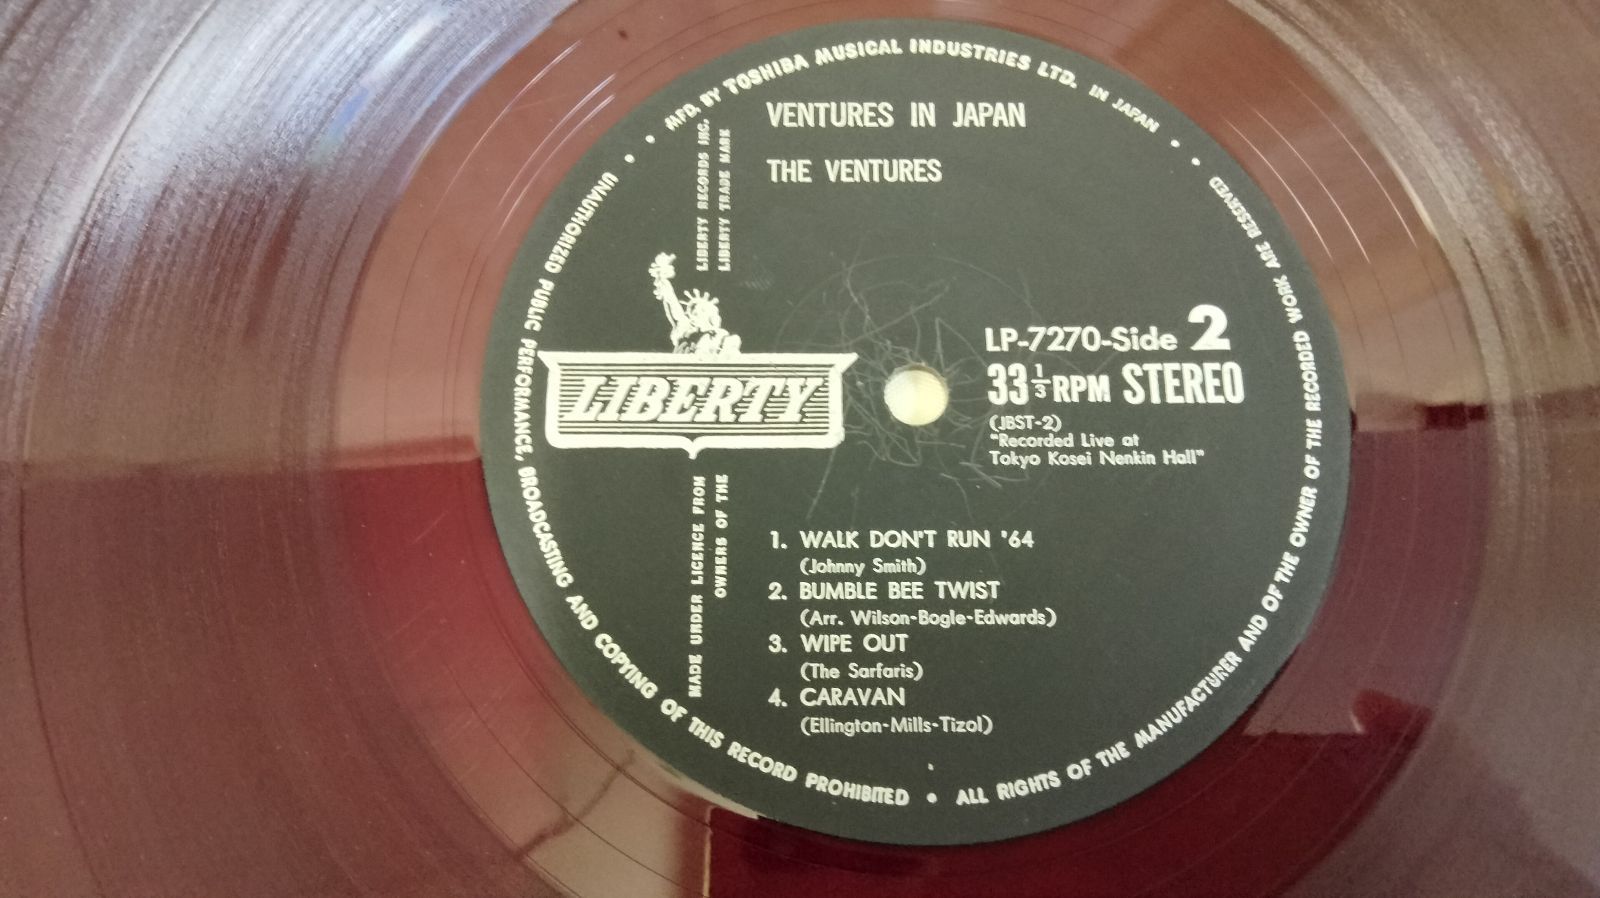 MFD. BY TOSHIBA MUSICAL INDUSTRIES LTD. IN JAPAN
VENTURES IN JAPAN
THE VENTURES
LIBERTY RECORDS INC.
LIBERTY TRADE MARK
LIBERTY
LP-7270-Side 2
33 1/3 RPM STEREO
(JBST-2)
"Recorded Live at
Tokyo Kosei Nenkin Hall"
MADE UNDER LICENCE FROM
OWNERS OF THE
1. WALK DON'T RUN '64
(Johnny Smith)
2. BUMBLE BEE TWIST
(Arr. Wilson-Bogle-Edwards)
3. WIPE OUT
(The Sarfaris)
4. CARAVAN
(Ellington-Mills-Tizol)
UNAUTHORIZED PUBLIC PERFORMANCE, BROADCASTING AND COPYING OF THIS RECORD PROHIBITED • ALL RIGHTS OF THE MANUFACTURER AND OF THE OWNER OF THE RECORDED WORK ARE RESERVED